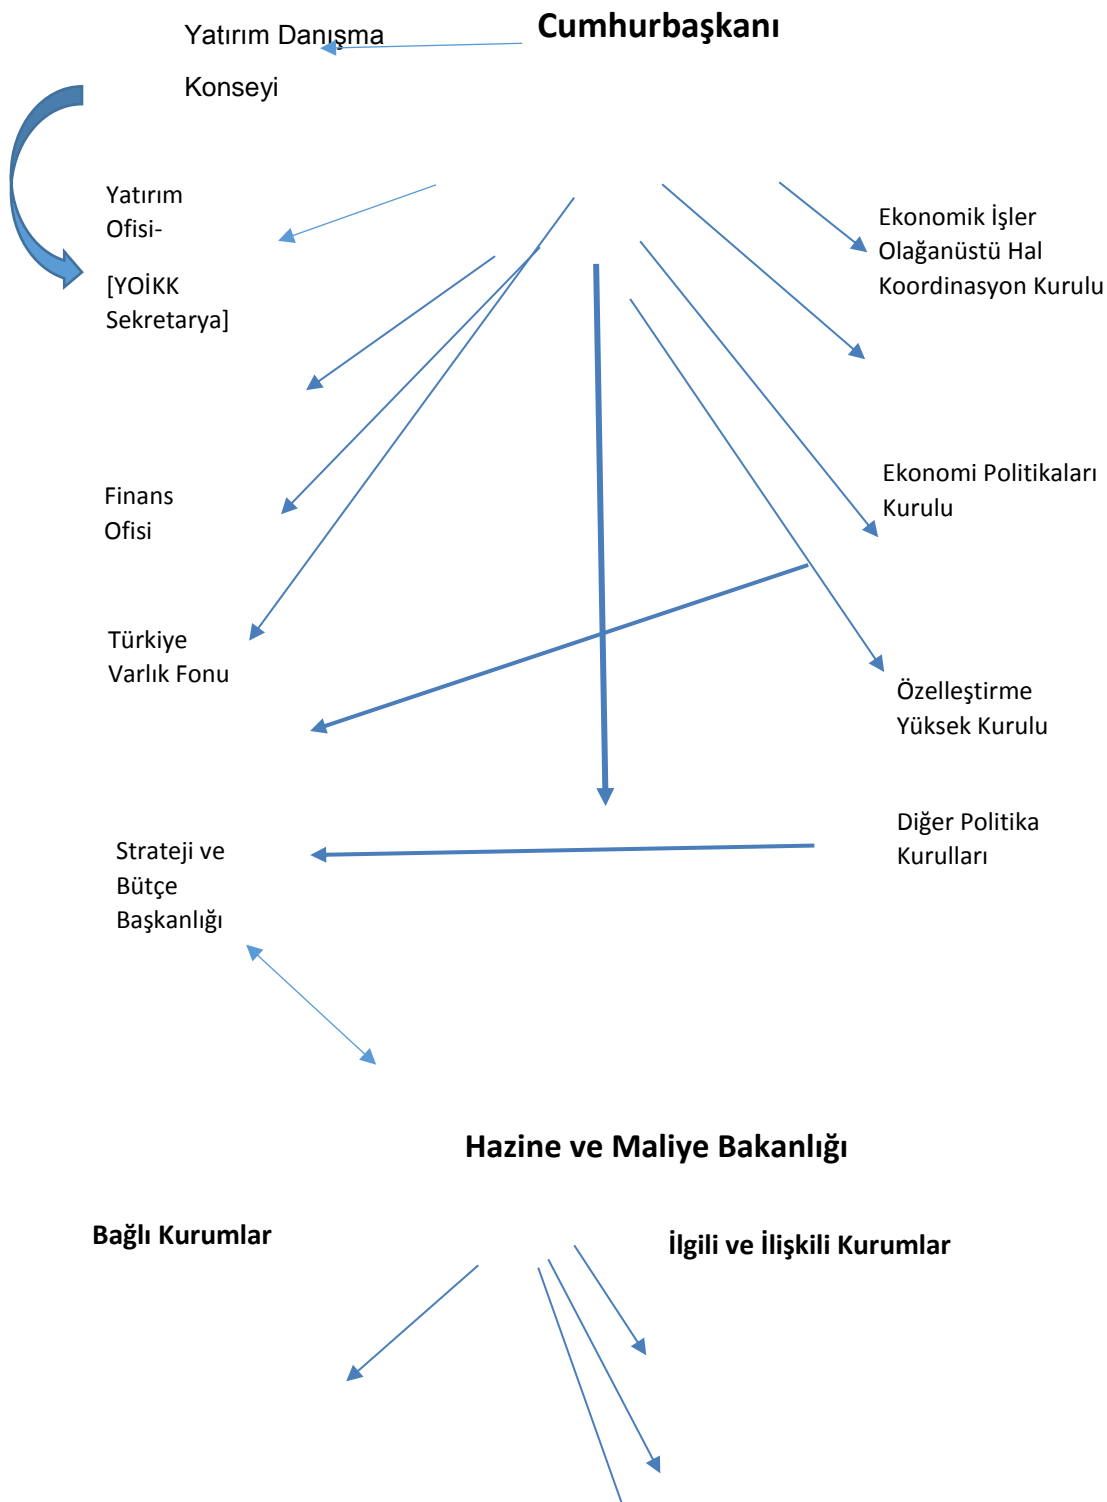 Cumhurbaşkanı
Yatırım Danışma
Konseyi
Yatırım
Ofisi-
[YOİKK
Sekretarya]
Ekonomik İşler
Olağanüstü Hal
Koordinasyon Kurulu
Finans
Ofisi
Ekonomi Politikaları
Kurulu
Türkiye
Varlık Fonu
Özelleştirme
Yüksek Kurulu
Strateji ve
Bütçe
Başkanlığı
Diğer Politika
Kurulları
Hazine ve Maliye Bakanlığı
Bağlı Kurumlar
İlgili ve İlişkili Kurumlar